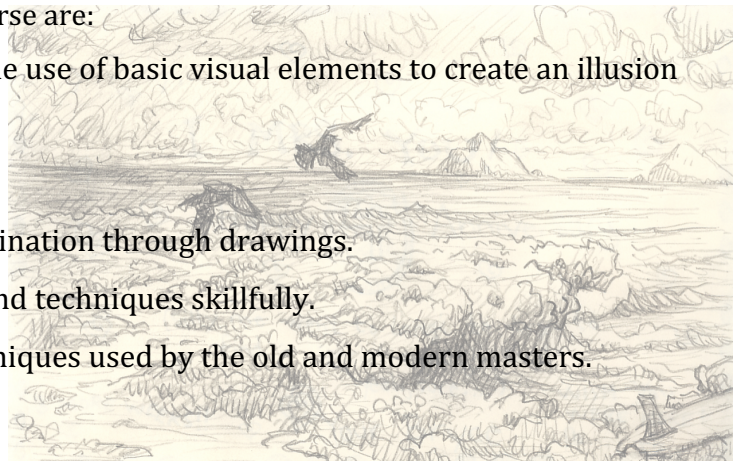 rse are:
e use of basic visual elements to create an illusion
ination through drawings.
nd techniques skillfully.
niques used by the old and modern masters.